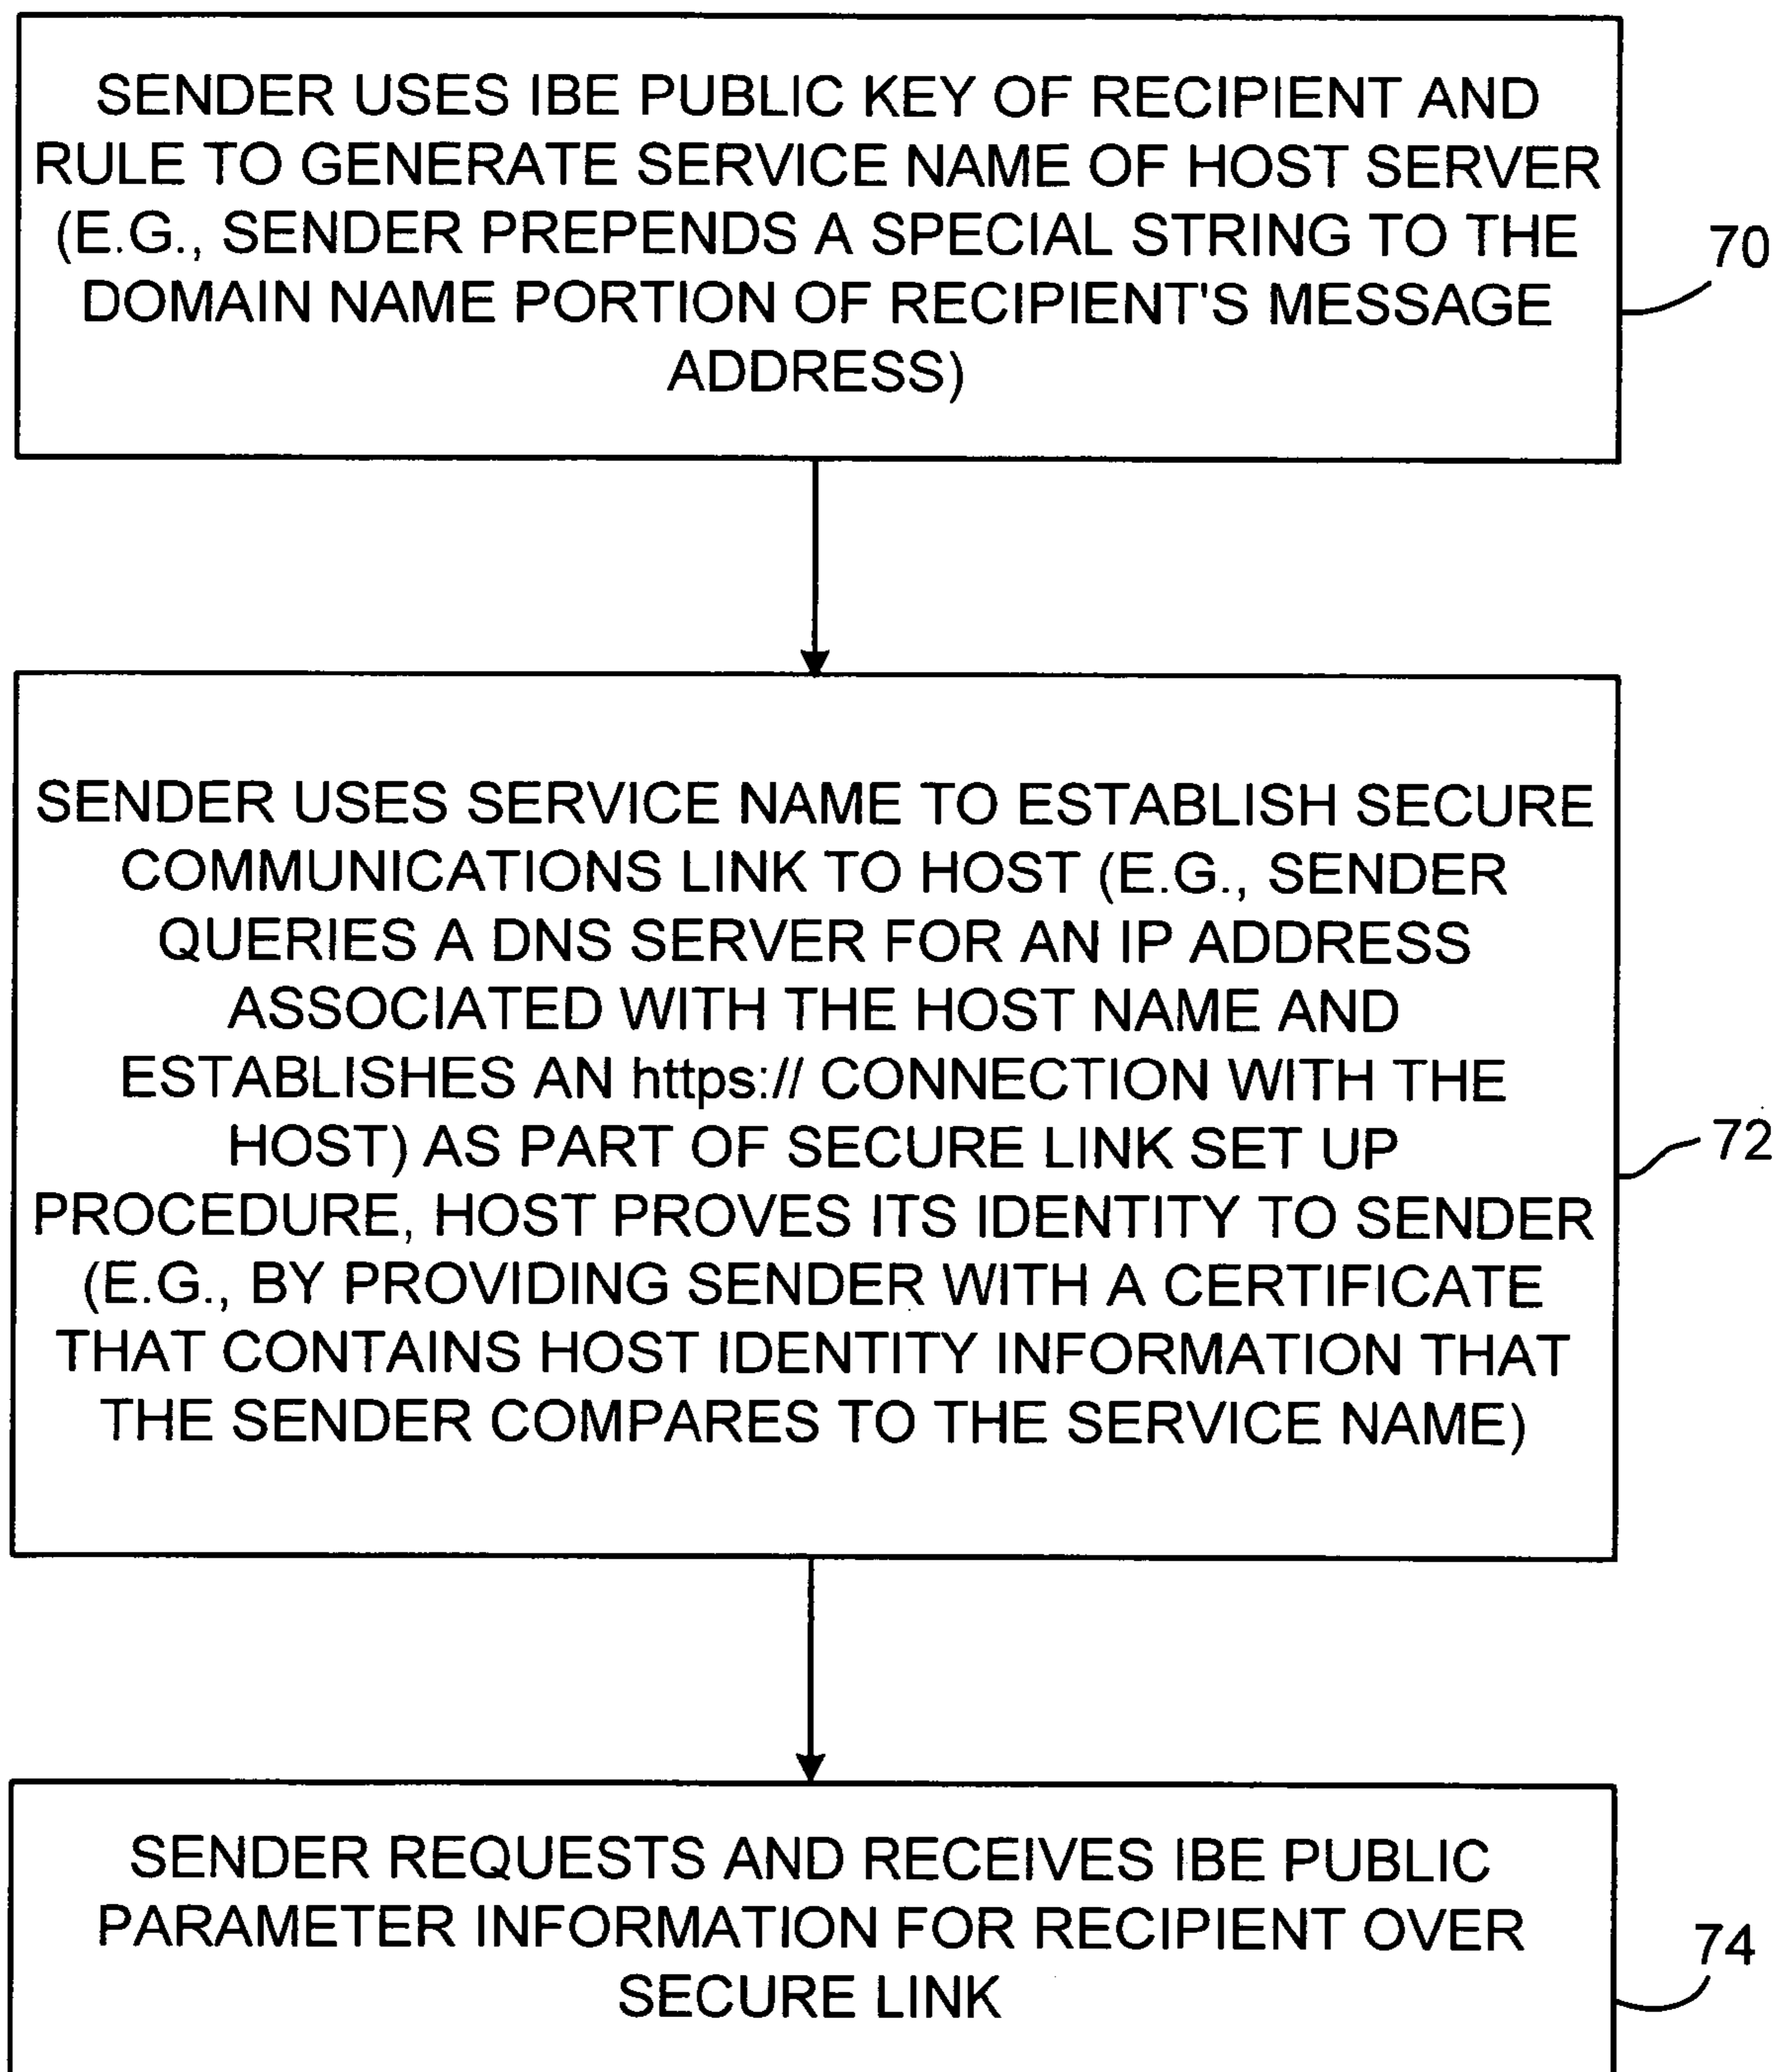 SENDER USES IBE PUBLIC KEY OF RECIPIENT AND
RULE TO GENERATE SERVICE NAME OF HOST SERVER
(E.G., SENDER PREPENDS A SPECIAL STRING TO THE
DOMAIN NAME PORTION OF RECIPIENT'S MESSAGE
ADDRESS)
70
SENDER USES SERVICE NAME TO ESTABLISH SECURE
COMMUNICATIONS LINK TO HOST (E.G., SENDER
QUERIES A DNS SERVER FOR AN IP ADDRESS
ASSOCIATED WITH THE HOST NAME AND
ESTABLISHES AN https:// CONNECTION WITH THE
HOST) AS PART OF SECURE LINK SET UP
PROCEDURE, HOST PROVES ITS IDENTITY TO SENDER
(E.G., BY PROVIDING SENDER WITH A CERTIFICATE
THAT CONTAINS HOST IDENTITY INFORMATION THAT
THE SENDER COMPARES TO THE SERVICE NAME)
72
SENDER REQUESTS AND RECEIVES IBE PUBLIC
PARAMETER INFORMATION FOR RECIPIENT OVER
SECURE LINK
74